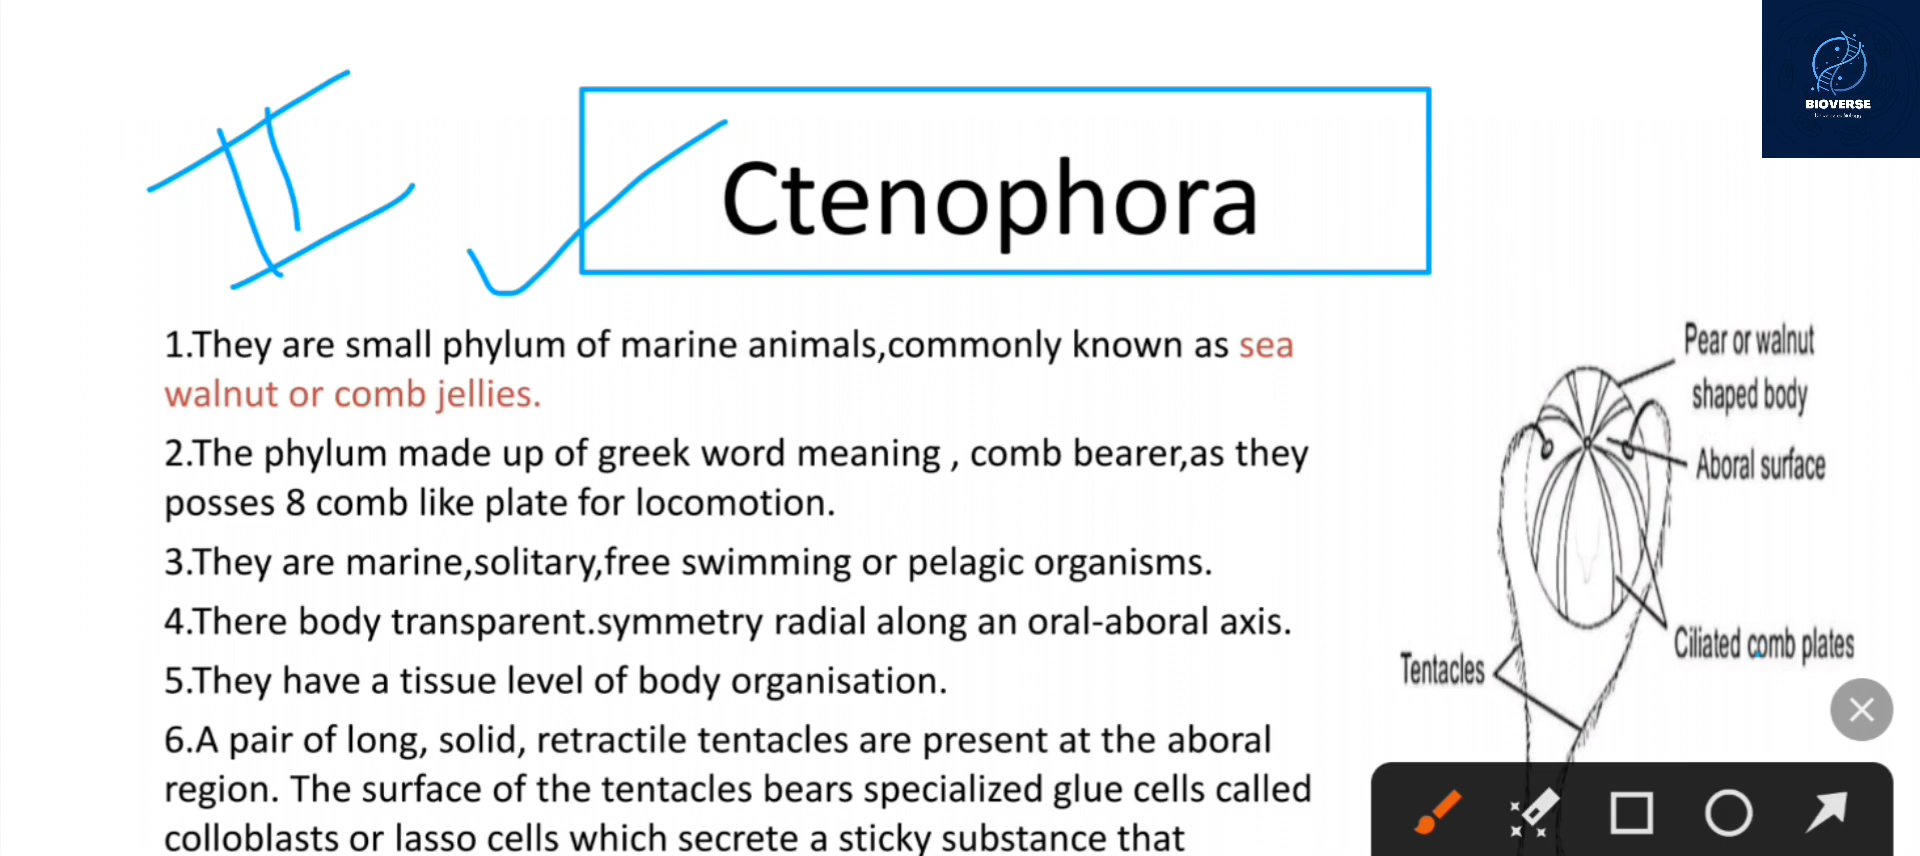 II
BIOVERSE
Ctenophora
1.They are small phylum of marine animals,commonly known as sea
walnut or comb jellies.
2.The phylum made up of greek word meaning , comb bearer,as they
posses 8 comb like plate for locomotion.
3.They are marine,solitary,free swimming or pelagic organisms.
4.There body transparent.symmetry radial along an oral-aboral axis.
5.They have a tissue level of body organisation.
6.A pair of long, solid, retractile tentacles are present at the aboral
region. The surface of the tentacles bears specialized glue cells called
colloblasts or lasso cells which secrete a sticky substance that
Pear or walnut
shaped body
Aboral surface
Ciliated comb plates
Tentacles